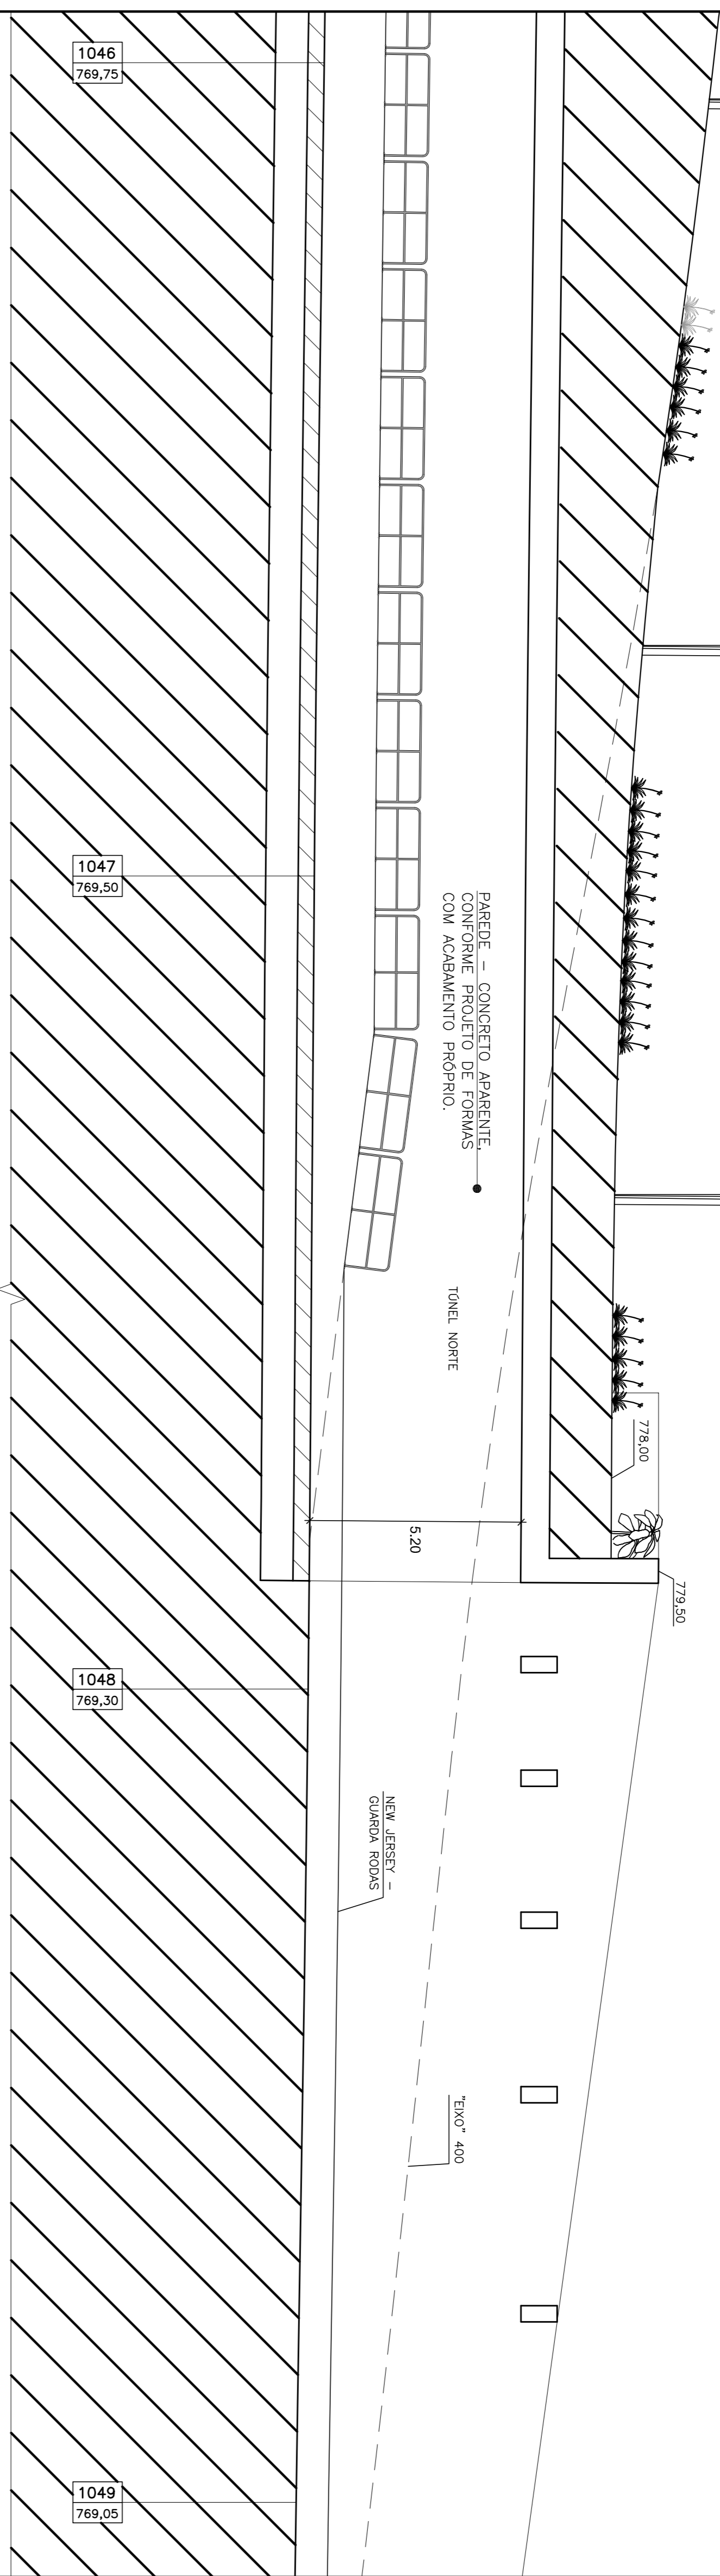 1046
769,75
1047
769,50
PAREDE – CONCRETO APARENTE,
CONFORME PROJETO DE FORMAS
COM ACABAMENTO PRÓPRIO.
TÚNEL NORTE
778,00
779,50
5.20
1048
769,30
NEW JERSEY –
GUARDA RODAS
"EIXO" 400
1049
769,05